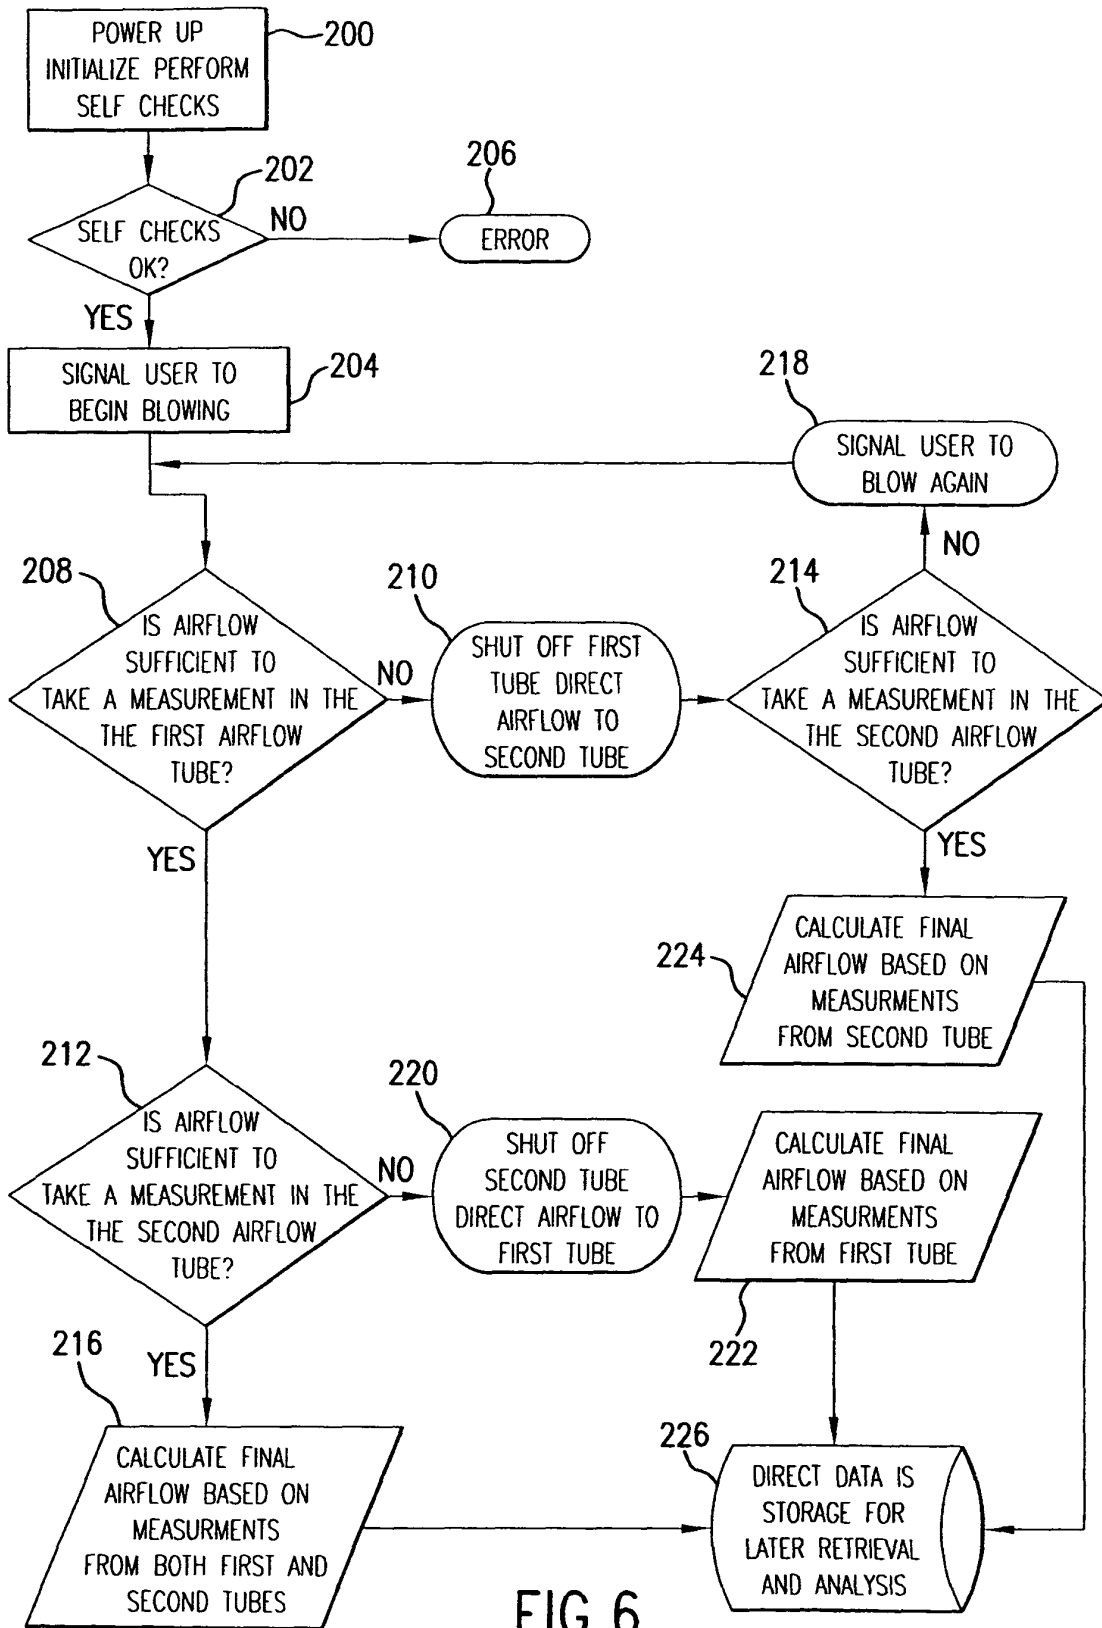 POWER UP
INITIALIZE PERFORM
SELF CHECKS
200
202
SELF CHECKS
OK?
NO
206
ERROR
YES
SIGNAL USER TO
BEGIN BLOWING
204
218
SIGNAL USER TO
BLOW AGAIN
NO
208
IS AIRFLOW
SUFFICIENT TO
TAKE A MEASUREMENT IN THE
THE FIRST AIRFLOW
TUBE?
NO
210
SHUT OFF FIRST
TUBE DIRECT
AIRFLOW TO
SECOND TUBE
214
IS AIRFLOW
SUFFICIENT TO
TAKE A MEASUREMENT IN THE
THE SECOND AIRFLOW
TUBE?
YES
YES
224
CALCULATE FINAL
AIRFLOW BASED ON
MEASURMENTS
FROM SECOND TUBE
212
IS AIRFLOW
SUFFICIENT TO
TAKE A MEASUREMENT IN THE
THE SECOND AIRFLOW
TUBE?
NO
220
SHUT OFF
SECOND TUBE
DIRECT AIRFLOW TO
FIRST TUBE
CALCULATE FINAL
AIRFLOW BASED ON
MEASURMENTS
FROM FIRST TUBE
222
YES
216
CALCULATE FINAL
AIRFLOW BASED ON
MEASURMENTS
FROM BOTH FIRST AND
SECOND TUBES
226
DIRECT DATA IS
STORAGE FOR
LATER RETRIEVAL
AND ANALYSIS
FIG.6